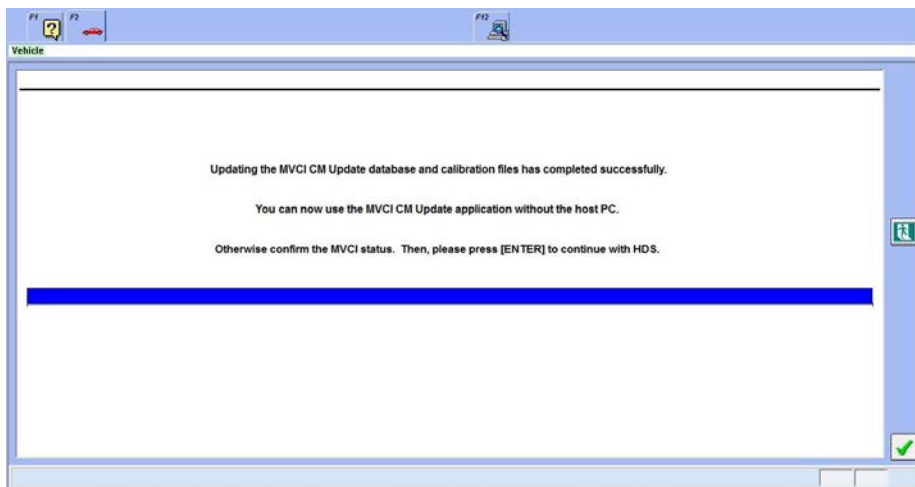 F1 F2 F12
Vehicle
Updating the MVCI CM Update database and calibration files has completed successfully.
You can now use the MVCI CM Update application without the host PC.
Otherwise confirm the MVCI status. Then, please press [ENTER] to continue with HDS.